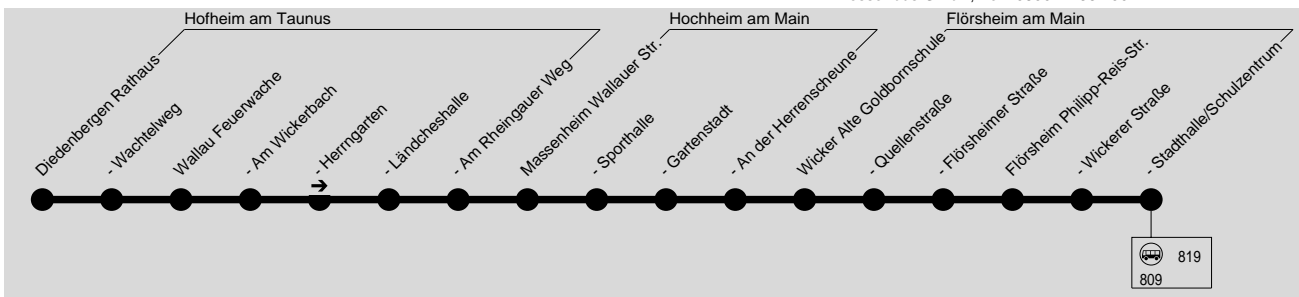 Hofheim am Taunus
Hochheim am Main
Flörsheim am Main
Diedenbergen Rathaus
- Wachtelweg
Wallau Feuerwache
- Am Wickerbach
- Herrngarten
- Ländcheshalle
- Am Rheingauer Weg
Massenheim Wallauer Str.
- Sporthalle
- Gartenstadt
- An der Herrenscheune
Wicker Alte Goldbornschule
- Quellenstraße
- Flörsheimer Straße
Flörsheim Philipp-Reis-Str.
- Wickerer Straße
- Stadthalle/Schulzentrum
819
809